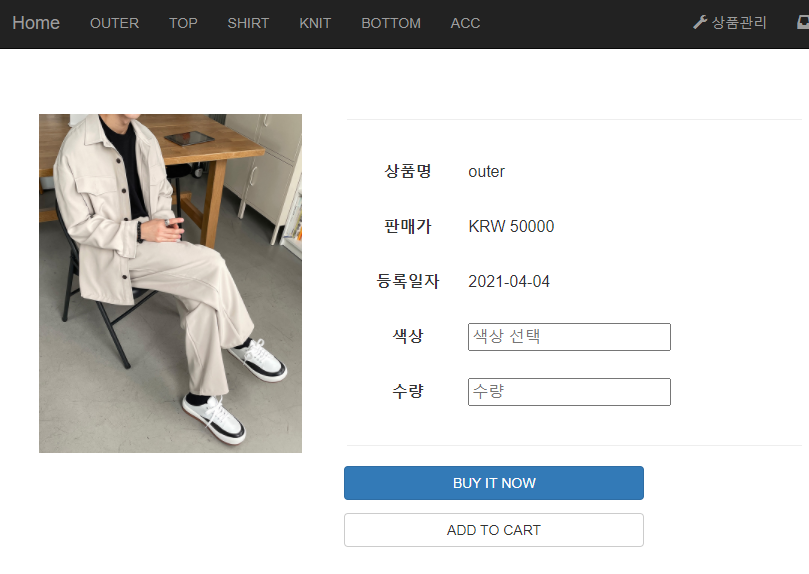 Home OUTER TOP SHIRT KNIT BOTTOM ACC 상품관리
상품명 outer
판매가 KRW 50000
등록일자 2021-04-04
색상 색상 선택
수량 수량
BUY IT NOW
ADD TO CART